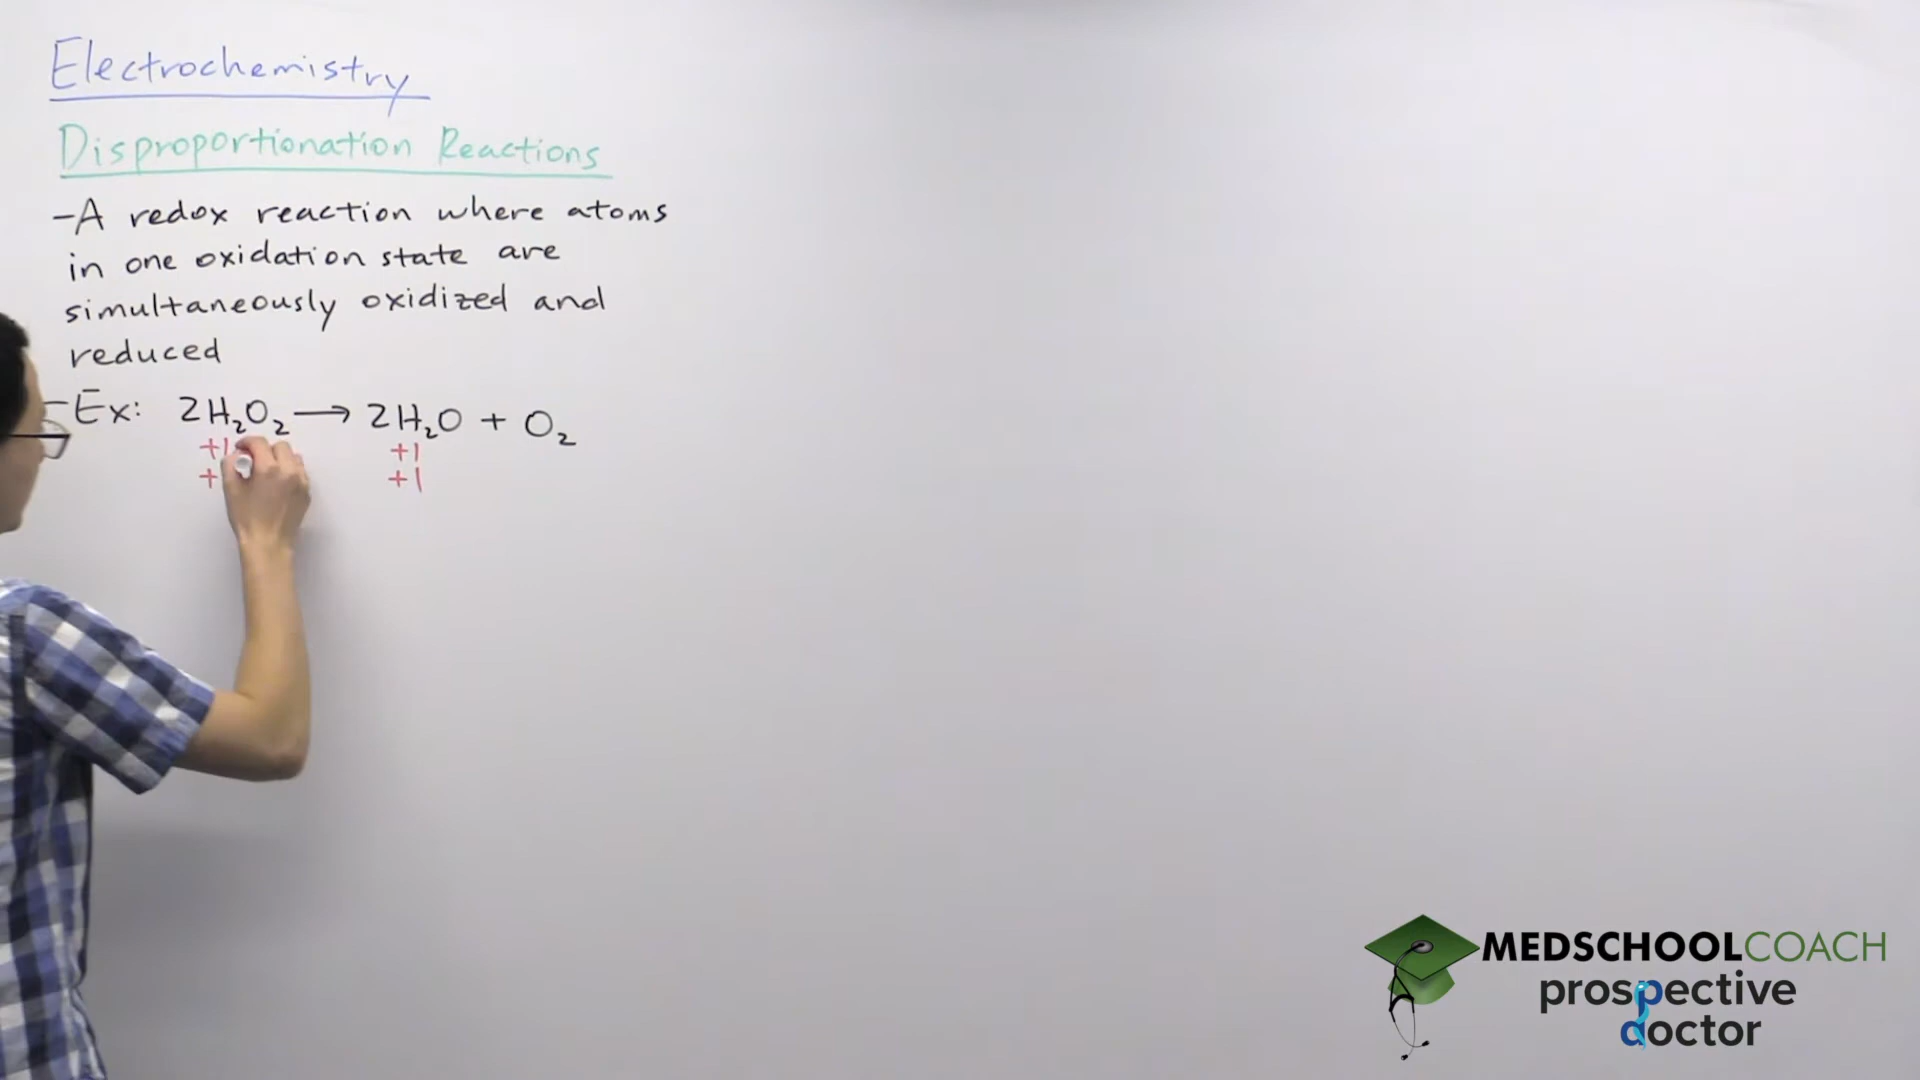 Electrochemistry
Disproportionation Reactions
-A redox reaction where atoms
in one oxidation state are
simultaneously oxidized and
reduced
-Ex: 2H₂O₂ → 2H₂O + O₂
+1 +1
+1 +1
MEDSCHOOLCOACH
prospective
doctor